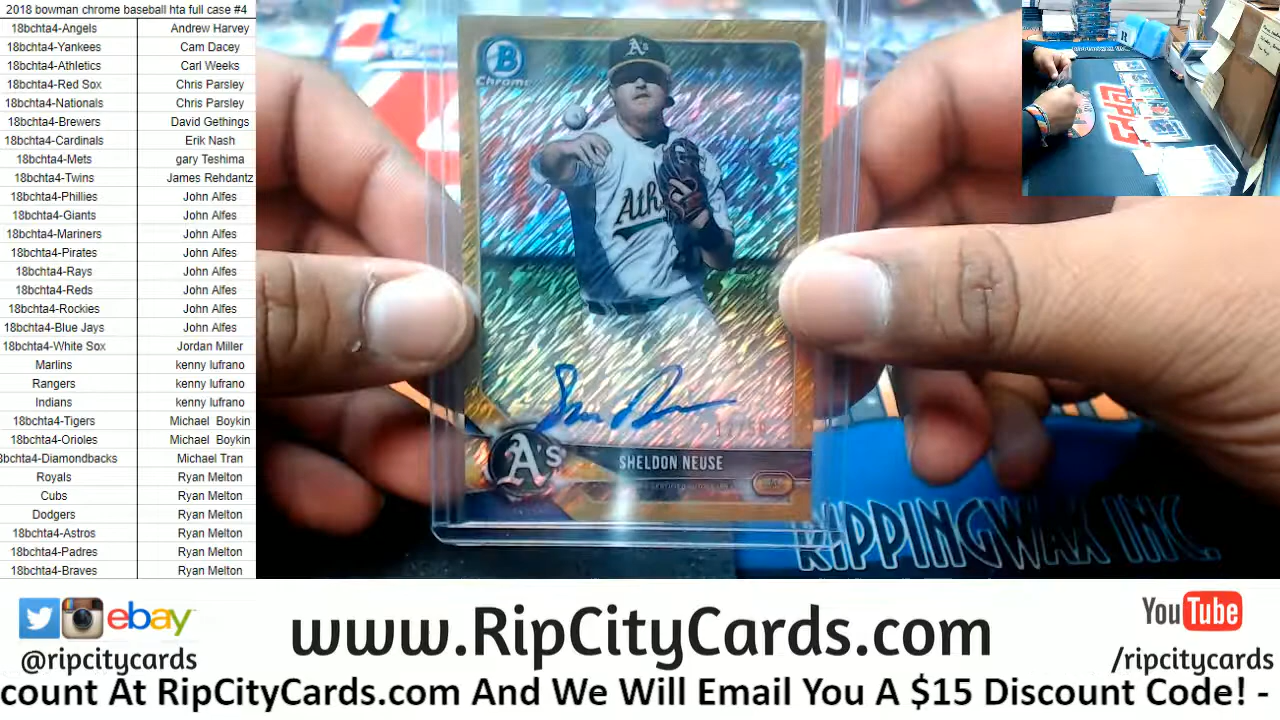 2018 bowman chrome baseball hta full case #4
18bchta4-Angels Andrew Harvey
18bchta4-Yankees Cam Dacey
18bchta4-Athletics Carl Weeks
18bchta4-Red Sox Chris Parsley
18bchta4-Nationals Chris Parsley
18bchta4-Brewers David Gethings
18bchta4-Cardinals Erik Nash
18bchta4-Mets gary Teshima
18bchta4-Twins James Rehdantz
18bchta4-Phillies John Alfes
18bchta4-Giants John Alfes
18bchta4-Mariners John Alfes
18bchta4-Pirates John Alfes
18bchta4-Rays John Alfes
18bchta4-Reds John Alfes
18bchta4-Rockies John Alfes
18bchta4-Blue Jays John Alfes
18bchta4-White Sox Jordan Miller
Marlins kenny lufrano
Rangers kenny lufrano
Indians kenny lufrano
18bchta4-Tigers Michael Boykin
18bchta4-Orioles Michael Boykin
8bchta4-Diamondbacks Michael Tran
Royals Ryan Melton
Cubs Ryan Melton
Dodgers Ryan Melton
18bchta4-Astros Ryan Melton
18bchta4-Padres Ryan Melton
18bchta4-Braves Ryan Melton
B
Chrome
A's
Ath
A's
SHELDON NEUSE
RIPPINGWAX INC.
ebay
@ripcitycards
www.RipCityCards.com
YouTube
/ripcitycards
count At RipCityCards.com And We Will Email You A $15 Discount Code! -